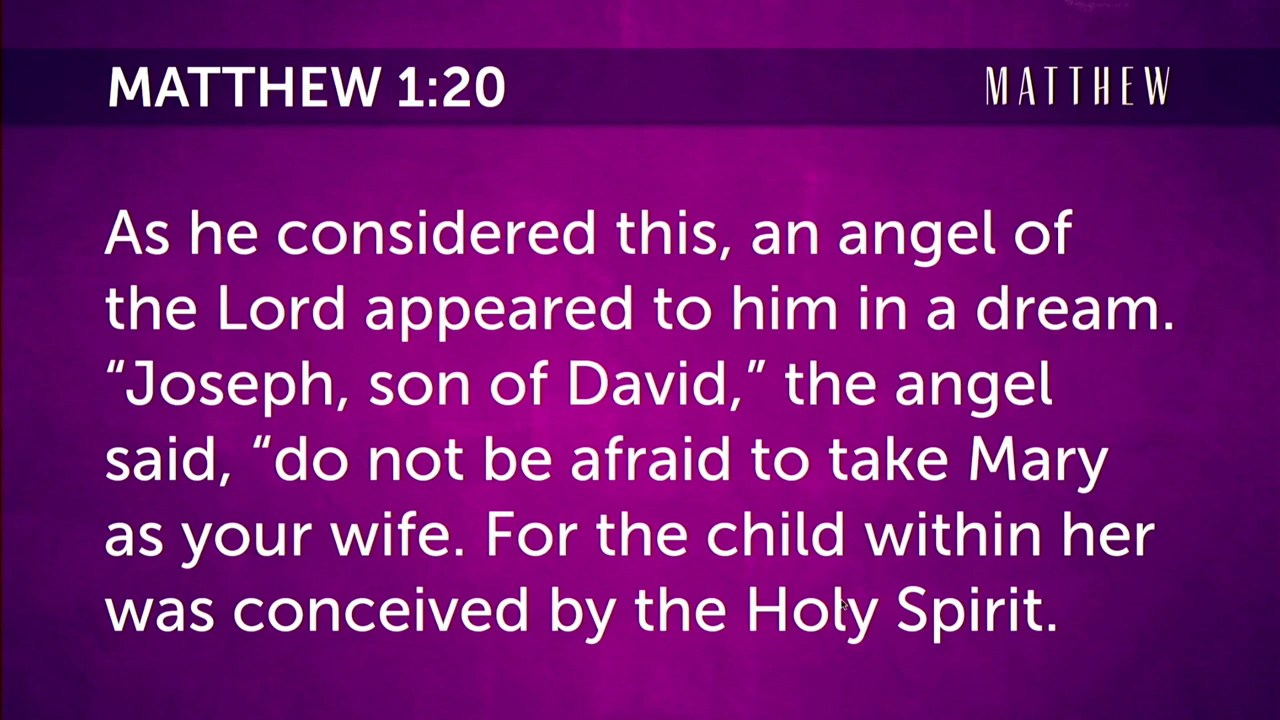 MATTHEW 1:20
MATTHEW
As he considered this, an angel of
the Lord appeared to him in a dream.
“Joseph, son of David,” the angel
said, “do not be afraid to take Mary
as your wife. For the child within her
was conceived by the Holy Spirit.